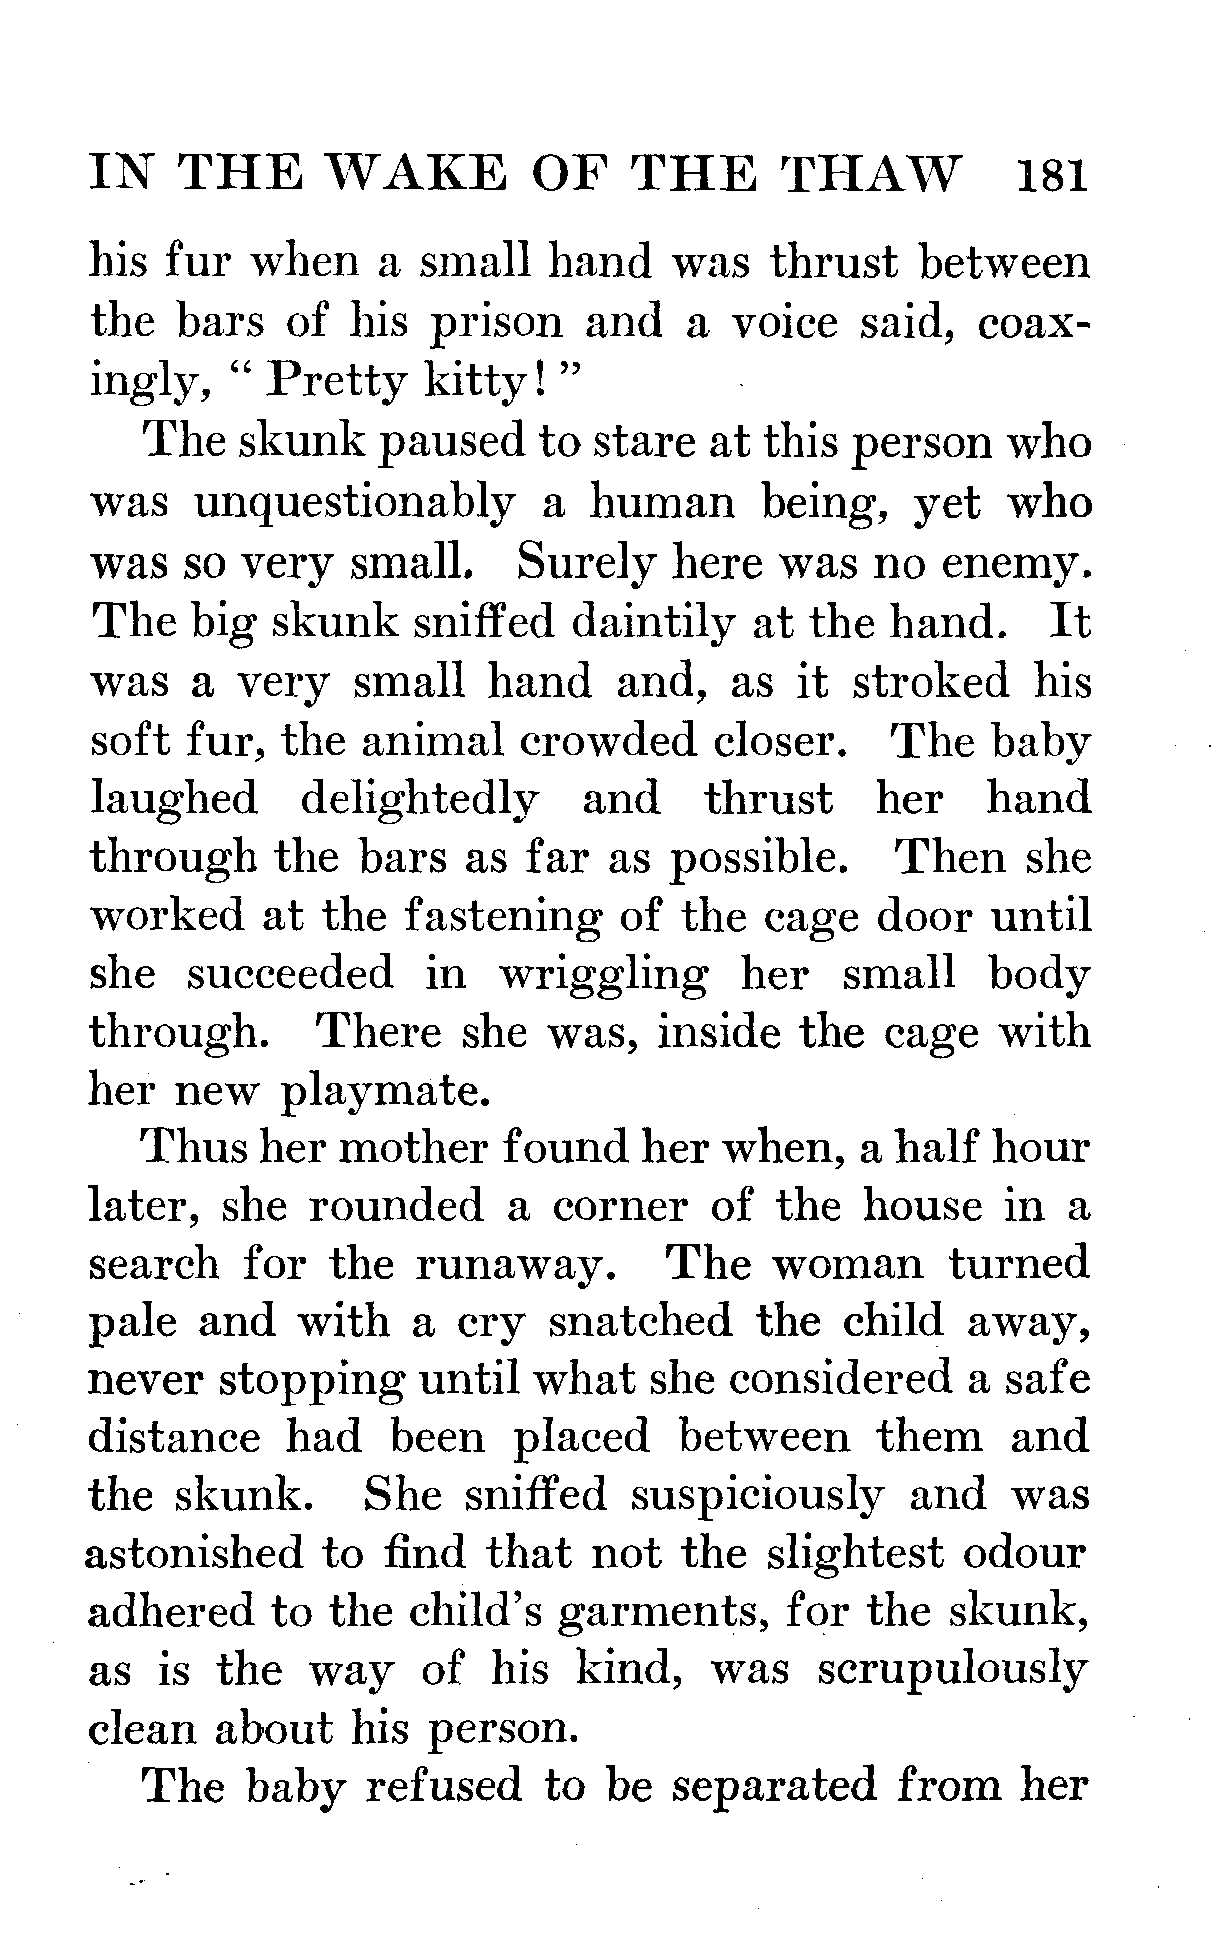 IN THE WAKE OF THE THAW 181
his fur when a small hand was thrust between
the bars of his prison and a voice said, coax-
ingly, “ Pretty kitty! ”
The skunk paused to stare at this person who
was unquestionably a human being, yet who
was so very small. Surely here was no enemy.
The big skunk sniffed daintily at the hand. It
was a very small hand and, as it stroked his
soft fur, the animal crowded closer. The baby
laughed delightedly and thrust her hand
through the bars as far as possible. Then she
worked at the fastening of the cage door until
she succeeded in wriggling her small body
through. There she was, inside the cage with
her new playmate.
Thus her mother found her when, a half hour
later, she rounded a corner of the house in a
search for the runaway. The woman turned
pale and with a cry snatched the child away,
never stopping until what she considered a safe
distance had been placed between them and
the skunk. She sniffed suspiciously and was
astonished to find that not the slightest odour
adhered to the child’s garments, for the skunk,
as is the way of his kind, was scrupulously
clean about his person.
The baby refused to be separated from her